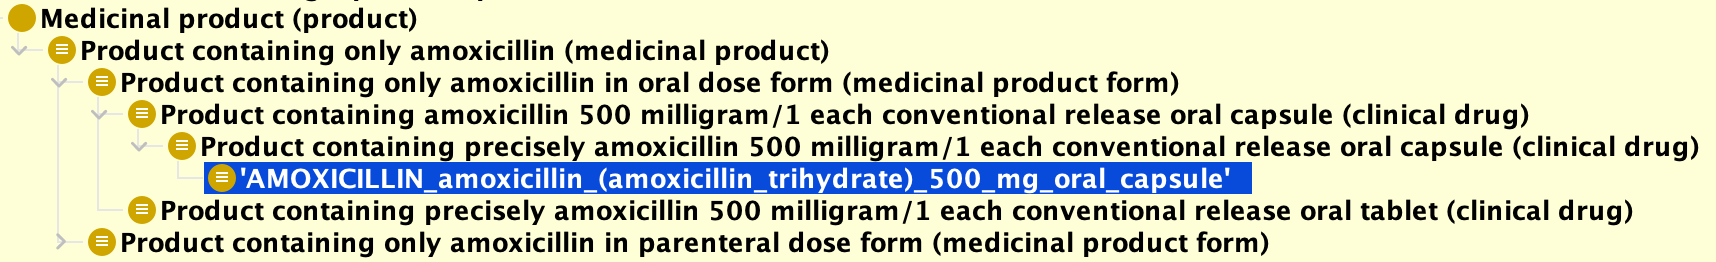 Medicinal product (product)
Product containing only amoxicillin (medicinal product)
Product containing only amoxicillin in oral dose form (medicinal product form)
Product containing amoxicillin 500 milligram/1 each conventional release oral capsule (clinical drug)
Product containing precisely amoxicillin 500 milligram/1 each conventional release oral capsule (clinical drug)
'AMOXICILLIN_amoxicillin_(amoxicillin_trihydrate)_500_mg_oral_capsule'
Product containing precisely amoxicillin 500 milligram/1 each conventional release oral tablet (clinical drug)
Product containing only amoxicillin in parenteral dose form (medicinal product form)